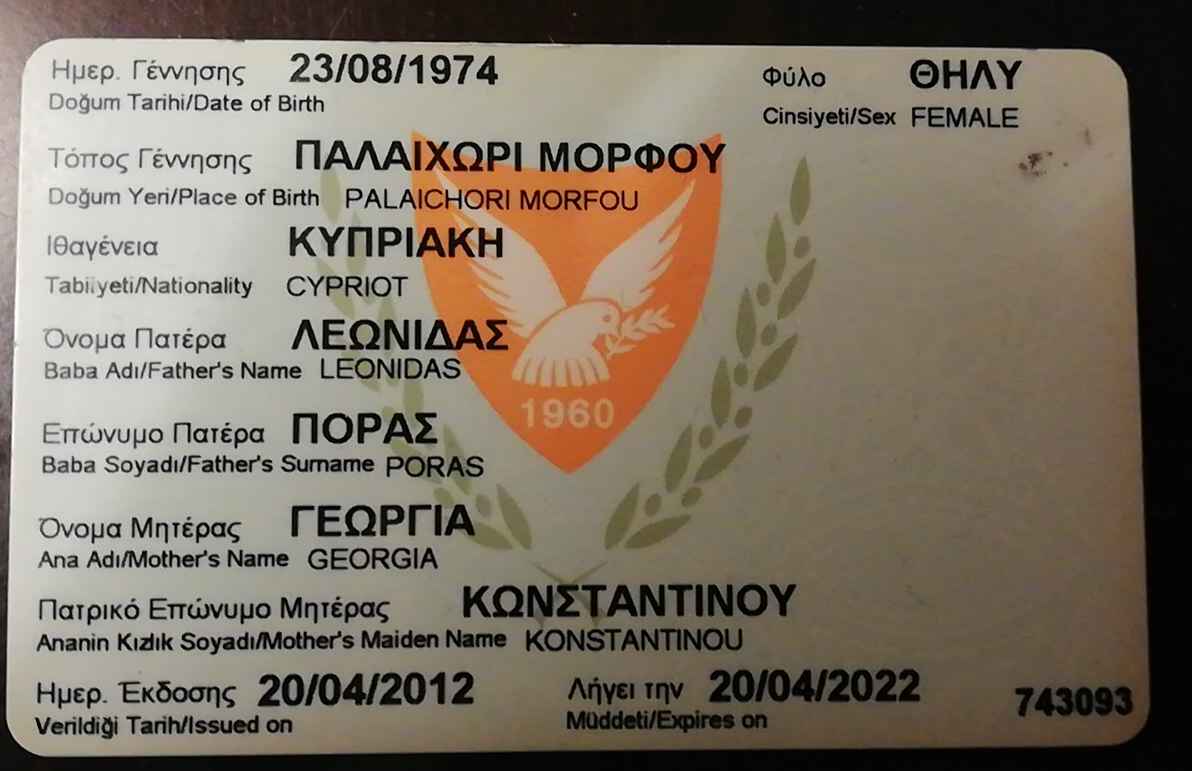 Ημερ. Γέννησης 23/08/1974 Φύλο ΘΗΛΥ
Doğum Tarihi/Date of Birth Cinsiyeti/Sex FEMALE
Τόπος Γέννησης ΠΑΛΑΙΧΩΡΙ ΜΟΡΦΟΥ
Doğum Yeri/Place of Birth PALAICHORI MORFOU
Ιθαγένεια ΚΥΠΡΙΑΚΗ
Tabiiyeti/Nationality CYPRIOT
Όνομα Πατέρα ΛΕΩΝΙΔΑΣ
Baba Adı/Father's Name LEONIDAS
1960
Επώνυμο Πατέρα ΠΟΡΑΣ
Baba Soyadı/Father's Surname PORAS
Όνομα Μητέρας ΓΕΩΡΓΙΑ
Ana Adı/Mother's Name GEORGIA
Πατρικό Επώνυμο Μητέρας ΚΩΝΣΤΑΝΤΙΝΟΥ
Ananin Kızlık Soyadı/Mother's Maiden Name KONSTANTINOU
Ημερ. Έκδοσης 20/04/2012 Λήγει την 20/04/2022 743093
Verildiği Tarih/Issued on Müddeti/Expires on